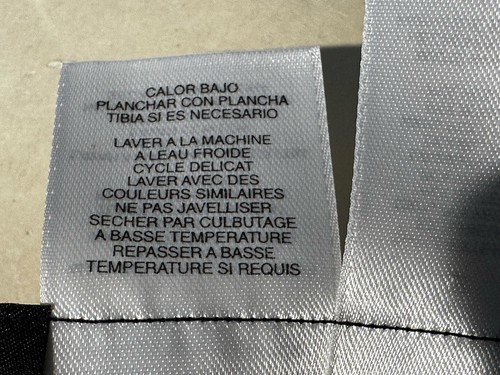 CALOR BAJO
PLANCHAR CON PLANCHA
TIBIA SI ES NECESARIO
LAVER A LA MACHINE
A LEAU FROIDE
CYCLE DELICAT
LAVER AVEC DES
COULEURS SIMILAIRES
NE PAS JAVELLISER
SECHER PAR CULBUTAGE
A BASSE TEMPERATURE
REPASSER A BASSE
TEMPERATURE SI REQUIS